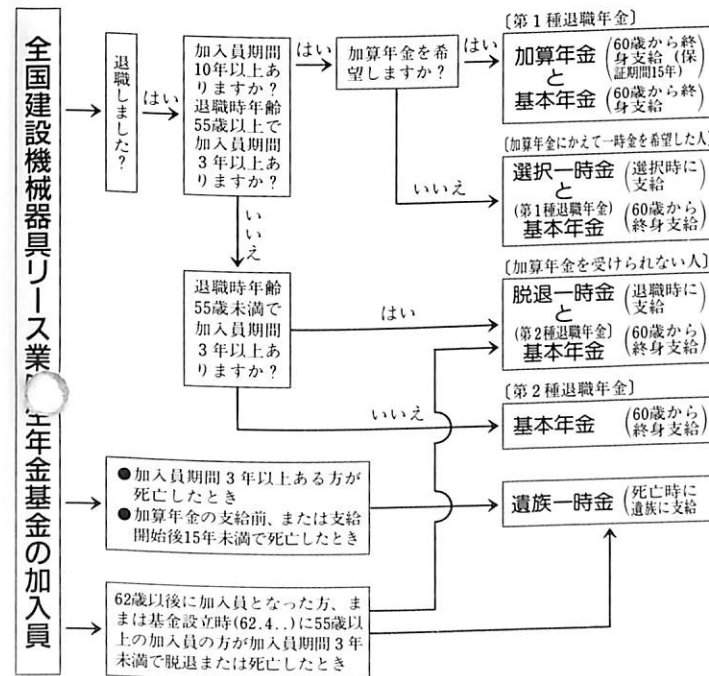 全国建設機械器具リース業 生年金基金の加入員
退職しました?
はい
加入員期間
10年以上あ
りますか?
退職時年齢
55歳以上で
加入員期間
3年以上あ
りますか?
はい
加算年金を希
望しますか?
はい
〔第1種退職年金〕
加算年金
(60歳から終
身支給(保
証期間15年)
と
基本年金
(60歳から終
身支給)
いいえ
〔加算年金にかえて一時金を希望した人〕
選択一時金
(選択時に
支給)
と
(第1種退職年金)
基本年金
(60歳から
終身支給)
いいえ
退職時年齢
55歳未満で
加入員期間
3年以上あ
りますか?
はい
〔加算年金を受けられない人〕
脱退一時金
(退職時に
支給)
と
(第2種退職年金〕
基本年金
(60歳から
終身支給)
いいえ
〔第2種退職年金〕
基本年金
(60歳から
終身支給)
●加入員期間3年以上ある方が
死亡したとき
●加算年金の支給前、または支給
開始後15年未満で死亡したとき
遺族一時金
(死亡時に
遺族に支給
62歳以後に加入員となった方、ま
まは基金設立時(62.4..)に55歳以
上の加入員の方が加入員期間3年
未満で脱退または死亡したとき